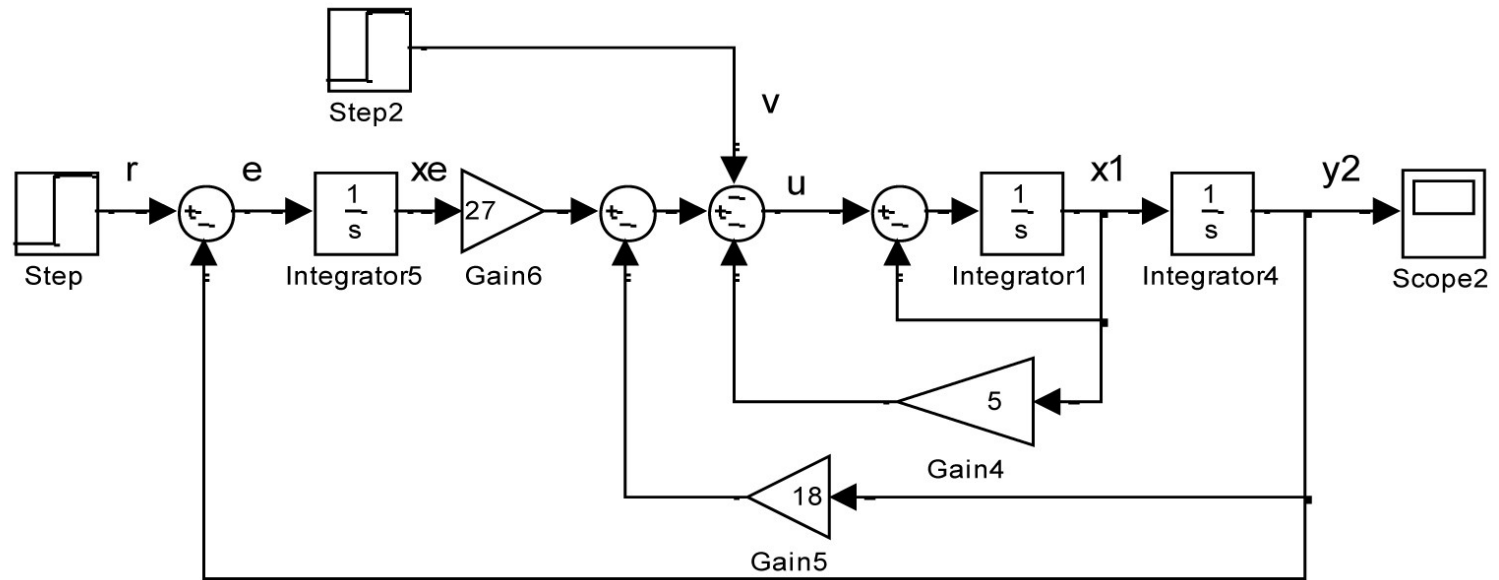 Step2
v
r
e
xe
u
x1
y2
1
s
27
1
s
1
s
Step
Integrator5
Gain6
Integrator1
Integrator4
Scope2
5
Gain4
18
Gain5